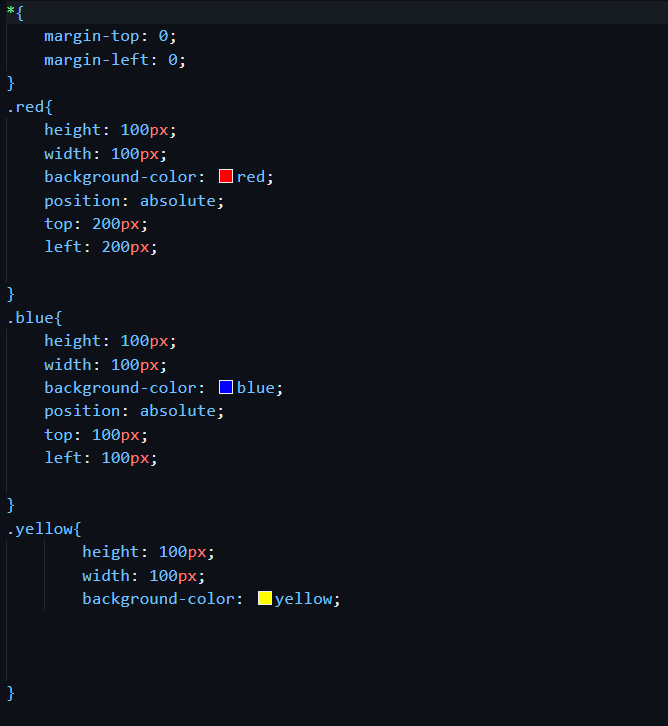 *{
    margin-top: 0;
    margin-left: 0;
}
.red{
    height: 100px;
    width: 100px;
    background-color: red;
    position: absolute;
    top: 200px;
    left: 200px;

}
.blue{
    height: 100px;
    width: 100px;
    background-color: blue;
    position: absolute;
    top: 100px;
    left: 100px;

}
.yellow{
        height: 100px;
        width: 100px;
        background-color: yellow;



}